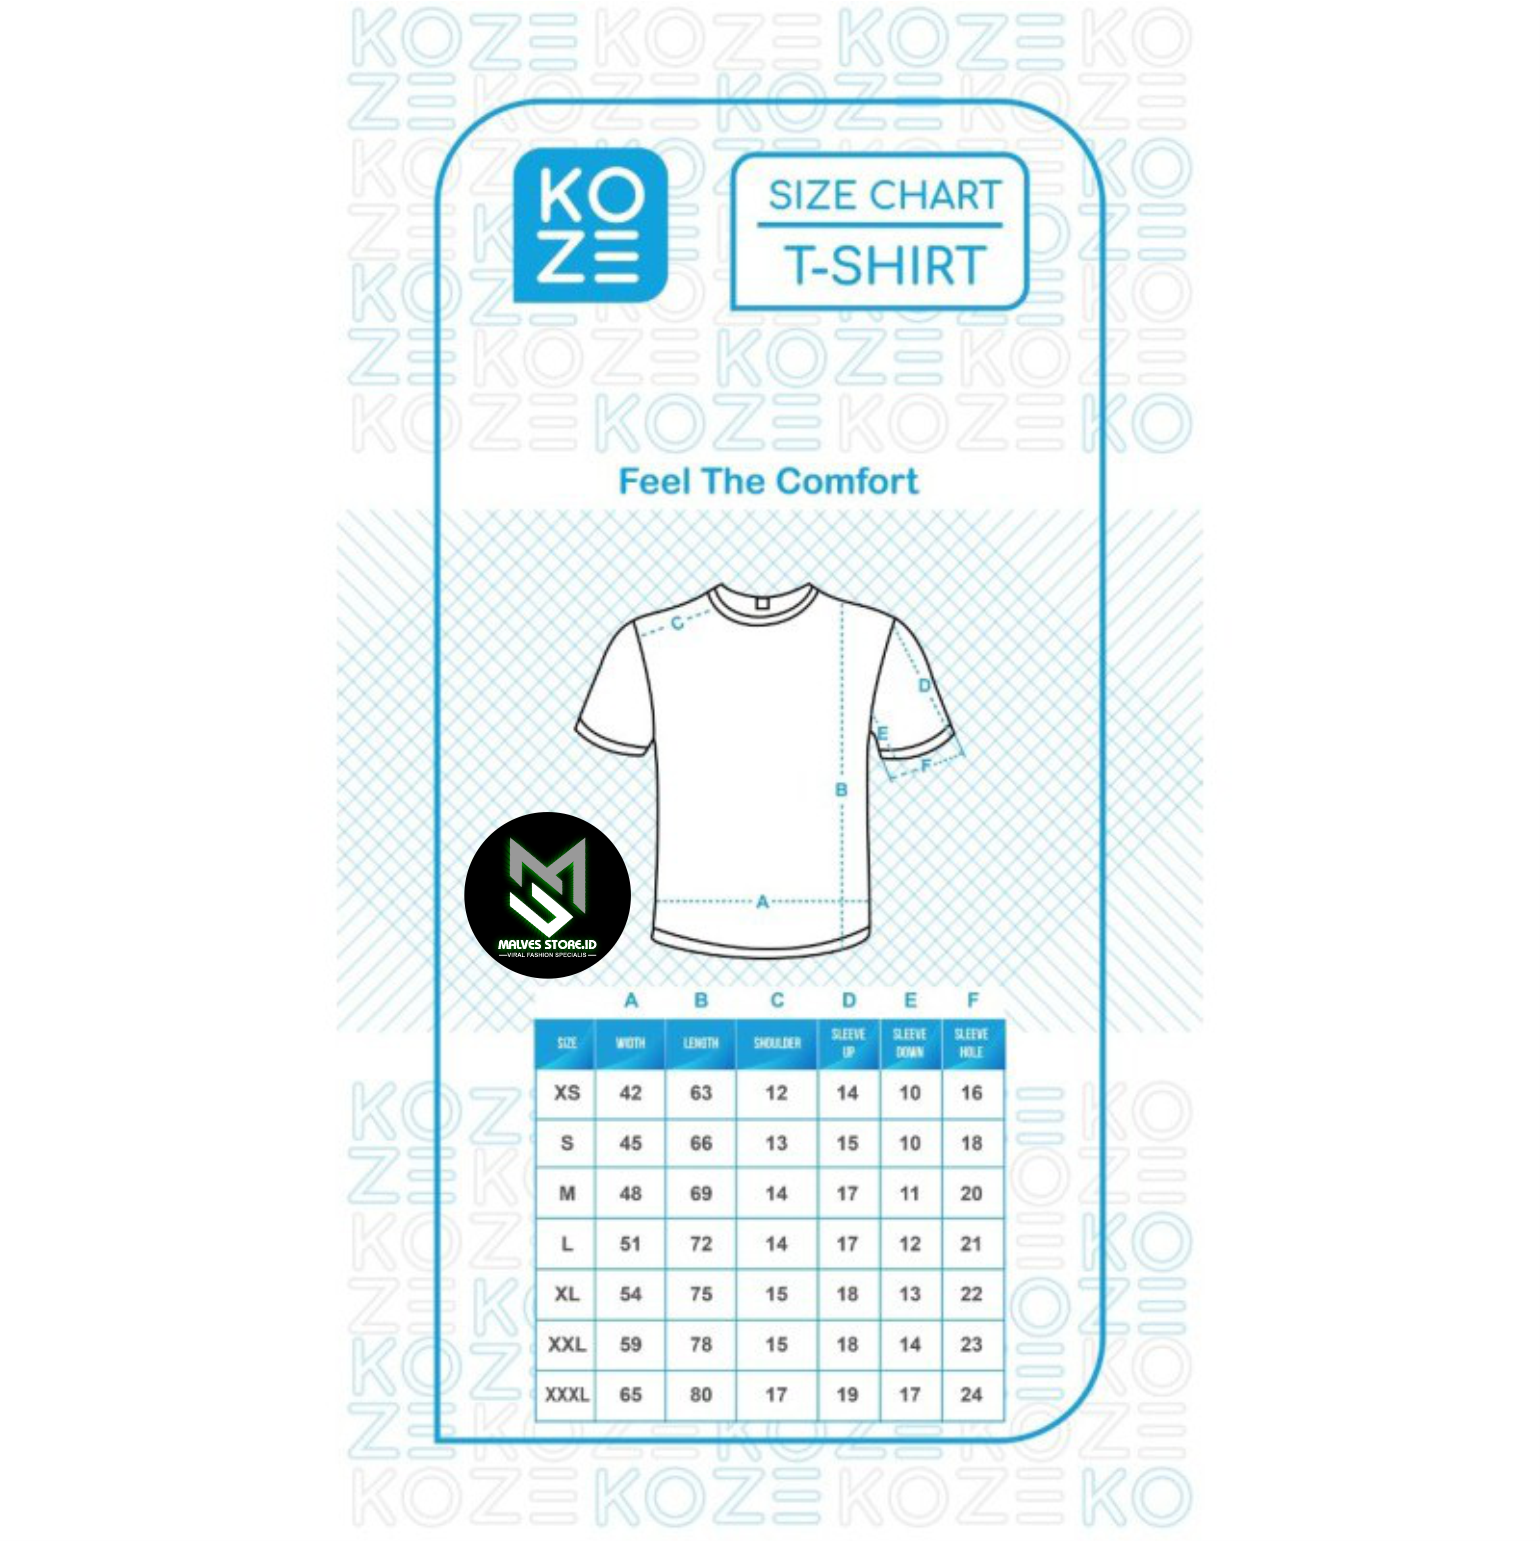 KO
ZE
SIZE CHART
T-SHIRT
Feel The Comfort
C
D
E
F
B
A
MALVES STORE.ID
VIRAL FASHION SPECIALIS
A B C D E F
SIZE WIDTH LENGTH SHOULDER SLEEVE UP SLEEVE DOWN SLEEVE HOLE
XS 42 63 12 14 10 16
S 45 66 13 15 10 18
M 48 69 14 17 11 20
L 51 72 14 17 12 21
XL 54 75 15 18 13 22
XXL 59 78 15 18 14 23
XXXL 65 80 17 19 17 24